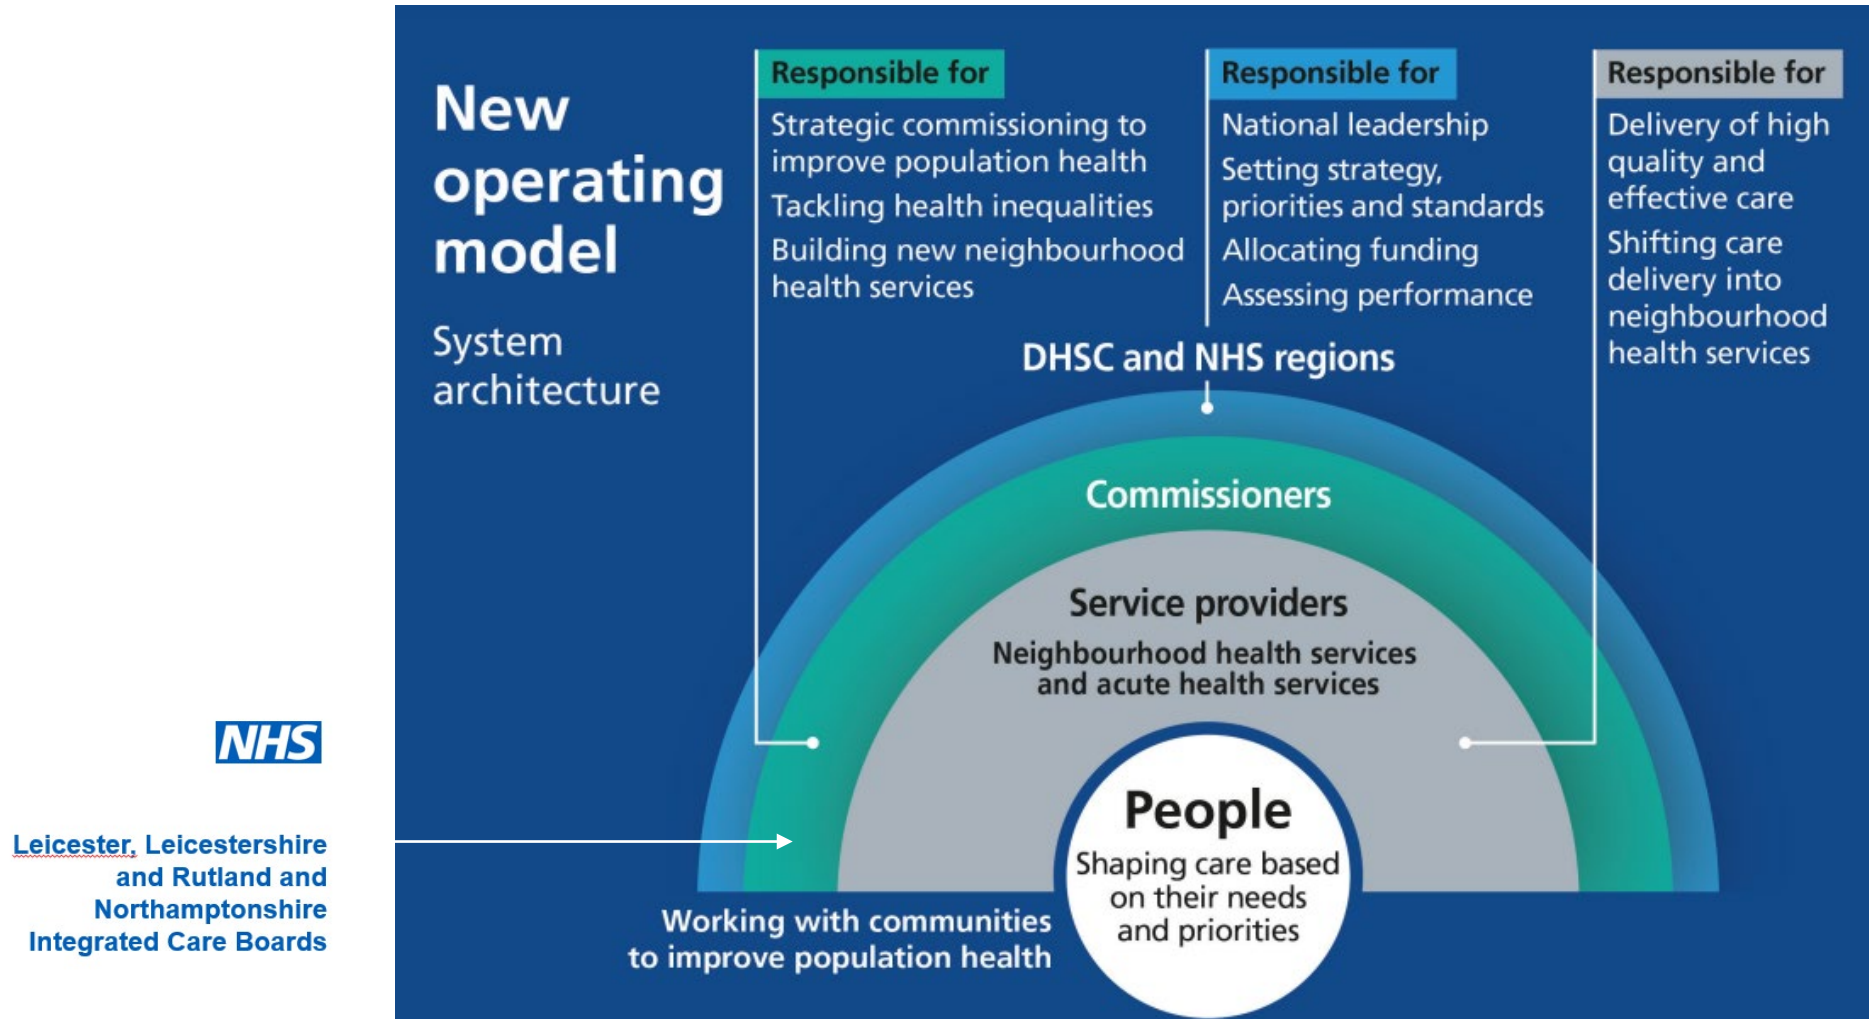 New
operating
model
System
architecture
Responsible for
Strategic commissioning to
improve population health
Tackling health inequalities
Building new neighbourhood
health services
Responsible for
National leadership
Setting strategy,
priorities and standards
Allocating funding
Assessing performance
Responsible for
Delivery of high
quality and
effective care
Shifting care
delivery into
neighbourhood
health services
DHSC and NHS regions
Commissioners
Service providers
Neighbourhood health services
and acute health services
People
Shaping care based
on their needs
and priorities
Working with communities
to improve population health
NHS
Leicester, Leicestershire
and Rutland and
Northamptonshire
Integrated Care Boards